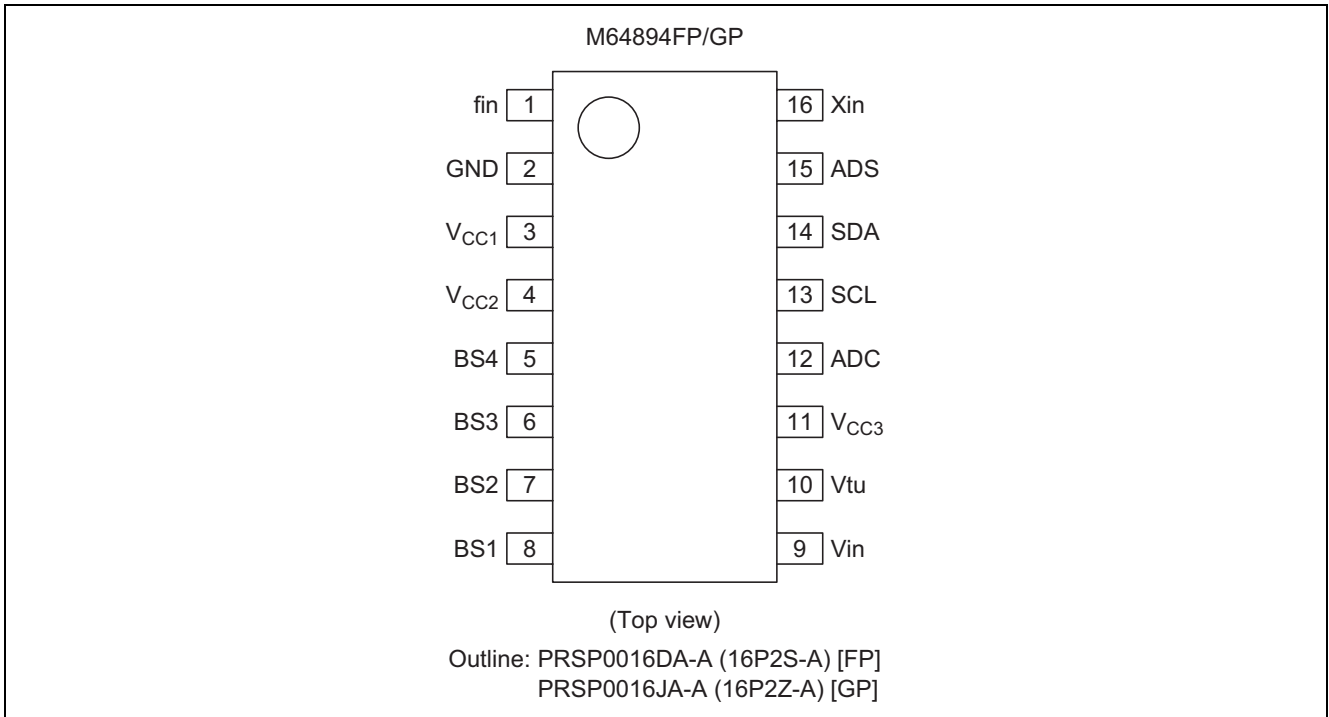 M64894FP/GP
fin 1 16 Xin
GND 2 15 ADS
VCC1 3 14 SDA
VCC2 4 13 SCL
BS4 5 12 ADC
BS3 6 11 VCC3
BS2 7 10 Vtu
BS1 8 9 Vin
(Top view)
Outline: PRSP0016DA-A (16P2S-A) [FP]
PRSP0016JA-A (16P2Z-A) [GP]